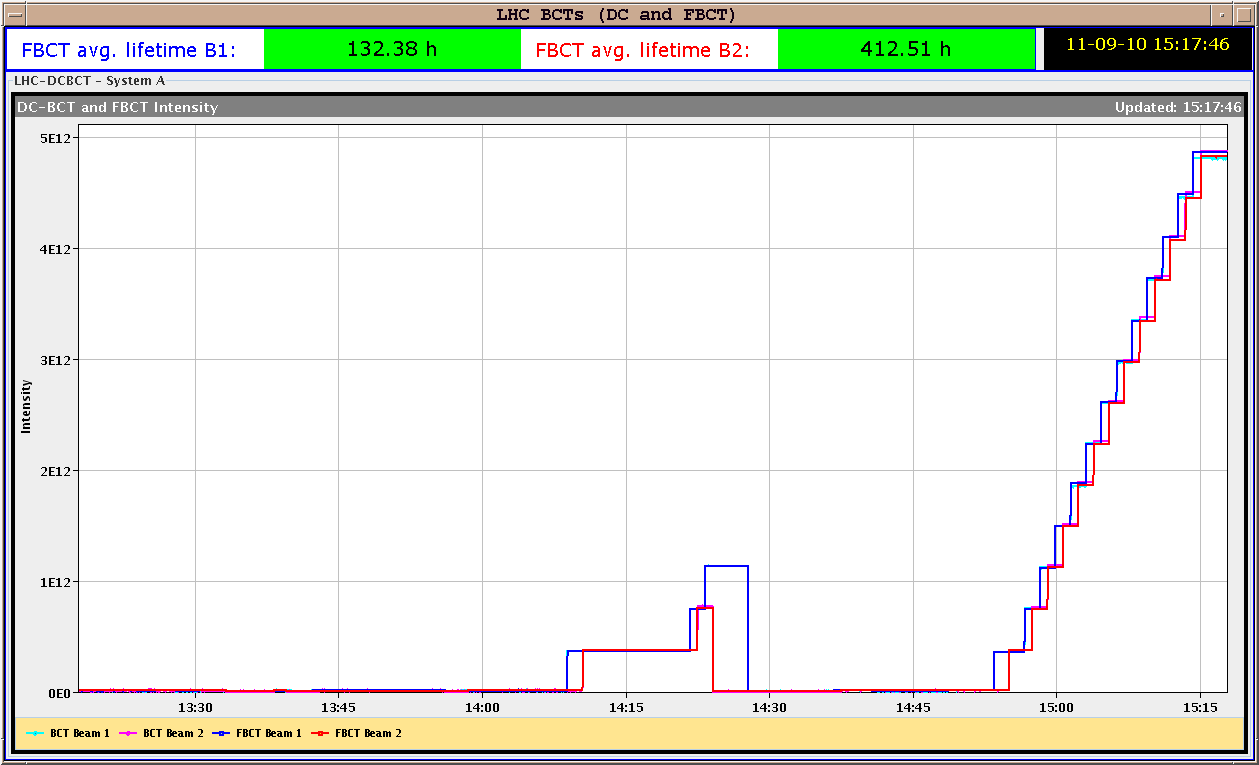 LHC BCTs (DC and FBCT)
FBCT avg. lifetime B1: 132.38 h FBCT avg. lifetime B2: 412.51 h 11-09-10 15:17:46
LHC-DCBCT - System A
DC-BCT and FBCT Intensity Updated: 15:17:46
5E12
4E12
3E12
2E12
1E12
0E0
Intensity
13:30 13:45 14:00 14:15 14:30 14:45 15:00 15:15
BCT Beam 1 BCT Beam 2 FBCT Beam 1 FBCT Beam 2